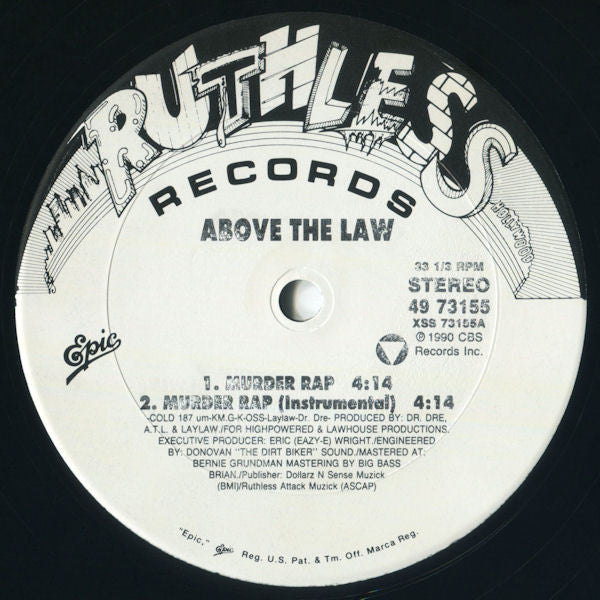 RUTHLESS
HOLLYWOOD
RECORDS
ABOVE THE LAW
33 1/3 RPM
STEREO
49 73155
XSS 73155A
℗ 1990 CBS
Records Inc.
Epic
1. MURDER RAP 4:14
2. MURDER RAP (Instrumental) 4:14
-COLD 187 um-KM.G-K-OSS-Laylaw-Dr. Dre- PRODUCED BY: DR. DRE,
A.T.L. & LAYLAW./FOR HIGHPOWERED & LAWHOUSE PRODUCTIONS.
EXECUTIVE PRODUCER: ERIC (EAZY-E) WRIGHT./ENGINEERED
BY: DONOVAN "THE DIRT BIKER" SOUND./MASTERED AT:
BERNIE GRUNDMAN MASTERING BY BIG BASS
BRIAN./Publisher: Dollarz N Sense Muzick
(BMI)/Ruthless Attack Muzick (ASCAP)
"Epic," Epic Reg. U.S. Pat. & Tm. Off. Marca Reg.